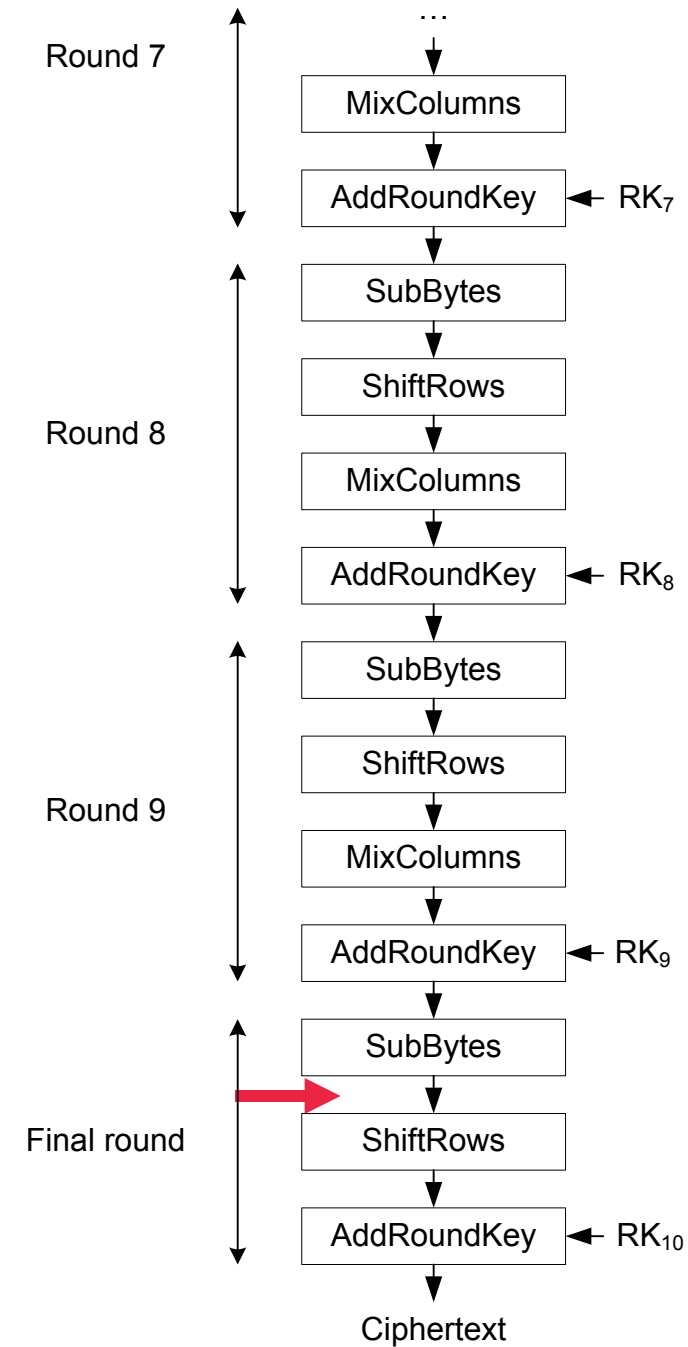 ...
Round 7
MixColumns
AddRoundKey
RK₇
SubBytes
ShiftRows
Round 8
MixColumns
AddRoundKey
RK₈
SubBytes
ShiftRows
Round 9
MixColumns
AddRoundKey
RK₉
SubBytes
Final round
ShiftRows
AddRoundKey
RK₁₀
Ciphertext